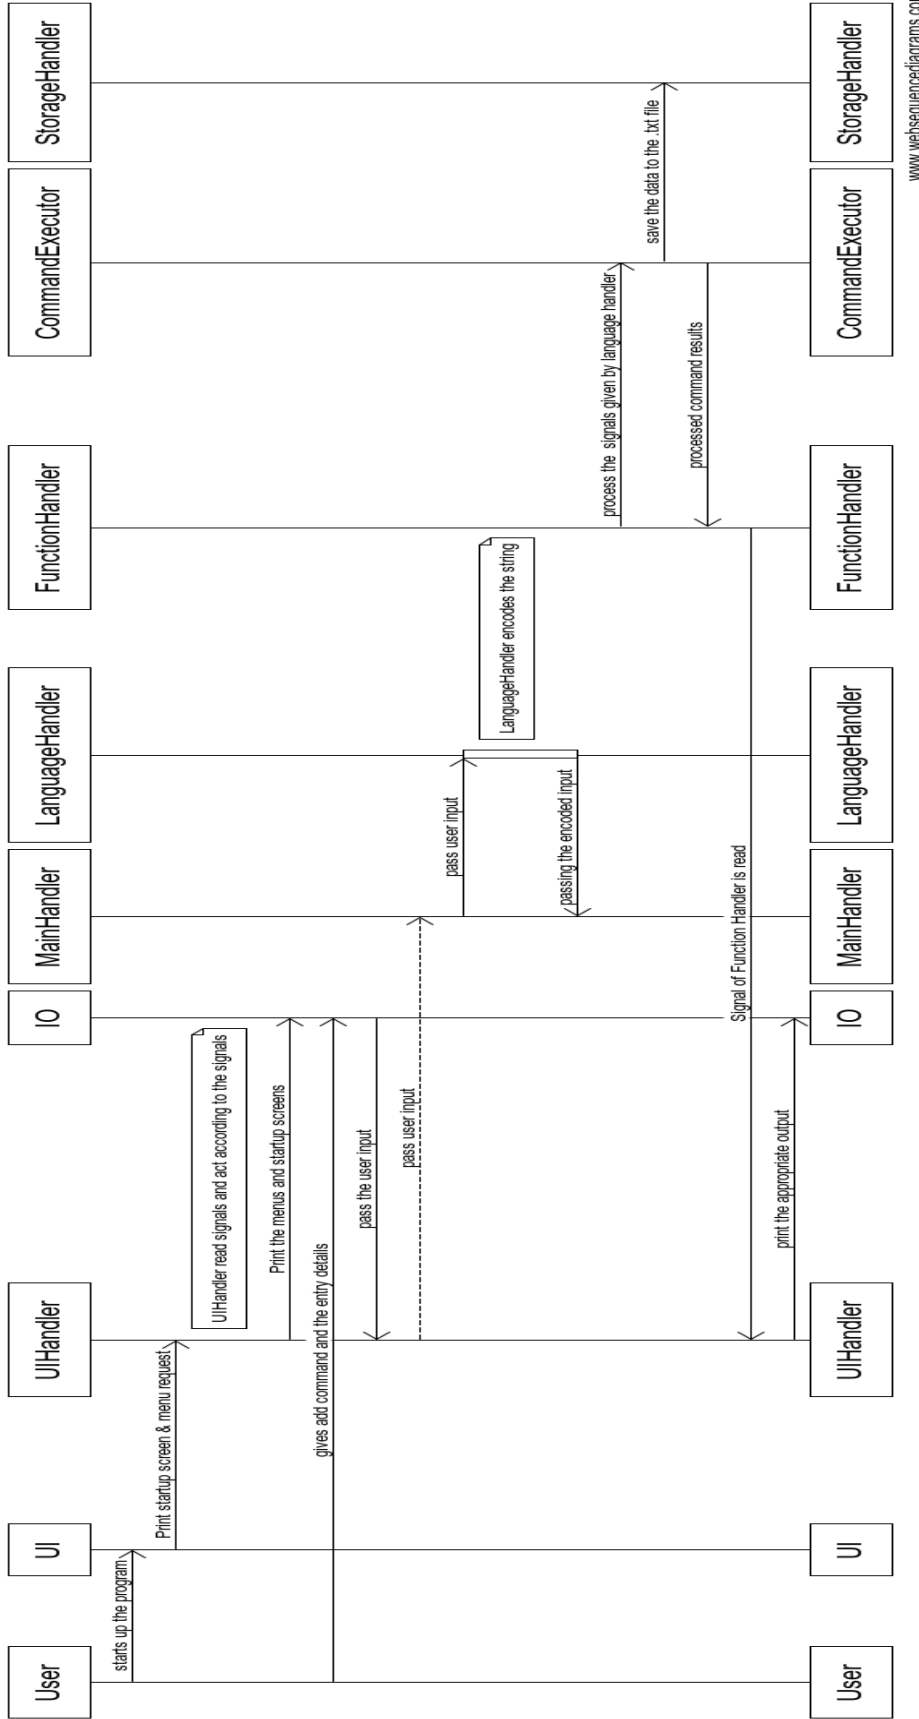 User
UI
UIHandler
IO
MainHandler
LanguageHandler
FunctionHandler
CommandExecutor
StorageHandler
starts up the program
Print startup screen & menu request
UIHandler read signals and act according to the signals
Print the menus and startup screens
gives add command and the entry details
pass the user input
pass user input
pass user input
LanguageHandler encodes the string
passing the encoded input
process the signals given by language handler
save the data to the .txt file
processed command results
Signal of Function Handler is read
print the appropriate output
User
UI
UIHandler
IO
MainHandler
LanguageHandler
FunctionHandler
CommandExecutor
StorageHandler